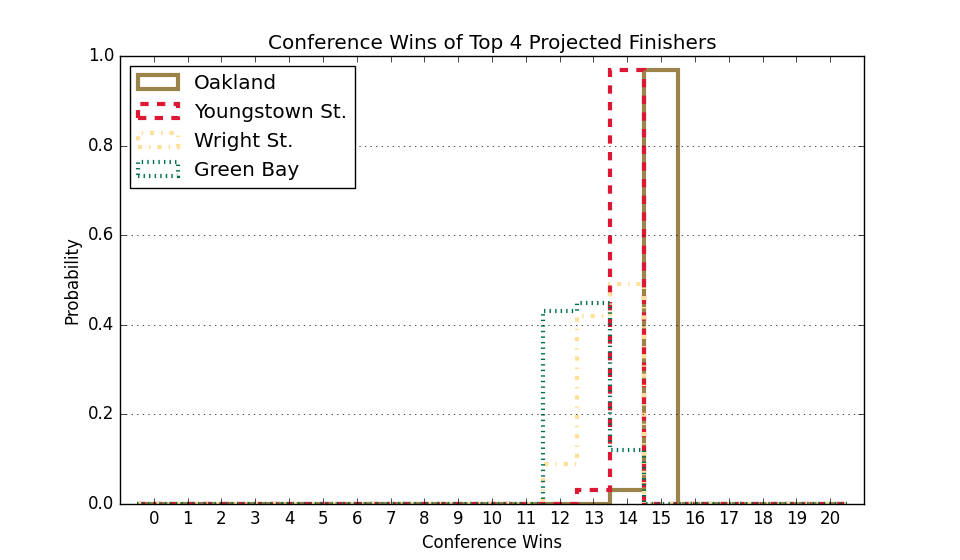 Conference Wins of Top 4 Projected Finishers
1.0
0.8
0.6
0.4
0.2
0.0
Probability
Oakland
Youngstown St.
Wright St.
Green Bay
0 1 2 3 4 5 6 7 8 9 10 11 12 13 14 15 16 17 18 19 20
Conference Wins